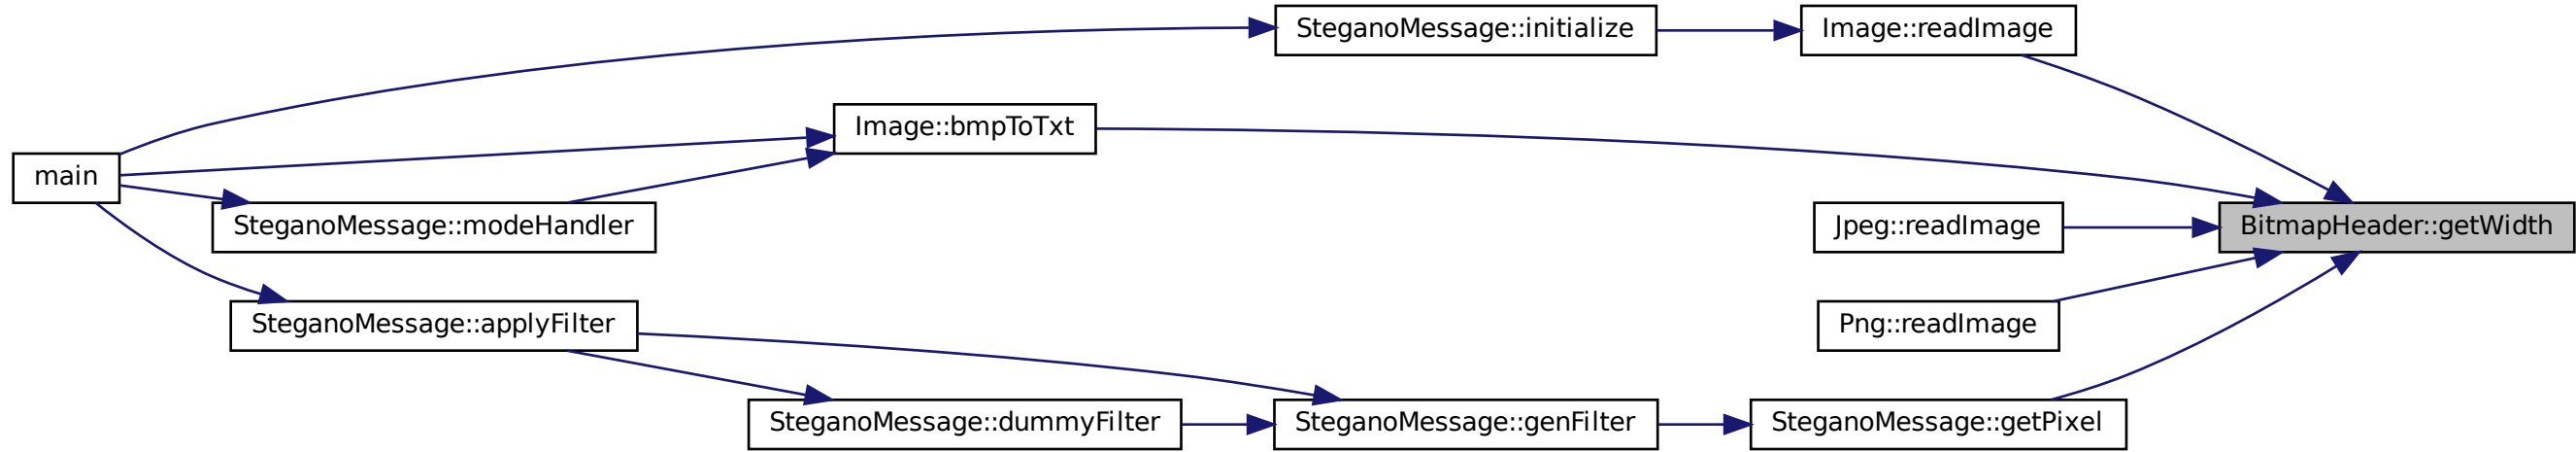 SteganoMessage::initialize
Image::readImage
Image::bmpToTxt
main
SteganoMessage::modeHandler
Jpeg::readImage
BitmapHeader::getWidth
SteganoMessage::applyFilter
Png::readImage
SteganoMessage::dummyFilter
SteganoMessage::genFilter
SteganoMessage::getPixel